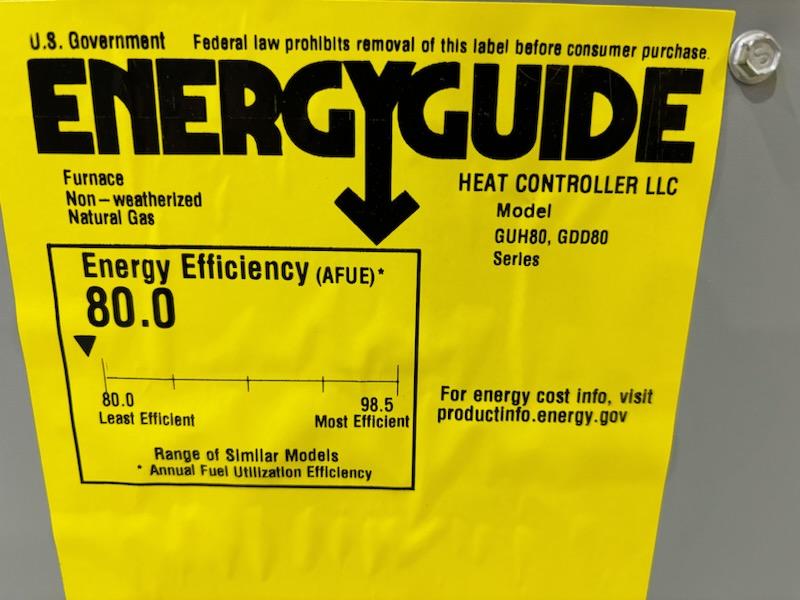 U.S. Government Federal law prohibits removal of this label before consumer purchase.
ENERGYGUIDE
Furnace
Non-weatherized
Natural Gas
HEAT CONTROLLER LLC
Model
GUH80, GDD80
Series
Energy Efficiency (AFUE)*
80.0
80.0
Least Efficient
98.5
Most Efficient
Range of Similar Models
* Annual Fuel Utilization Efficiency
For energy cost info, visit
productinfo.energy.gov